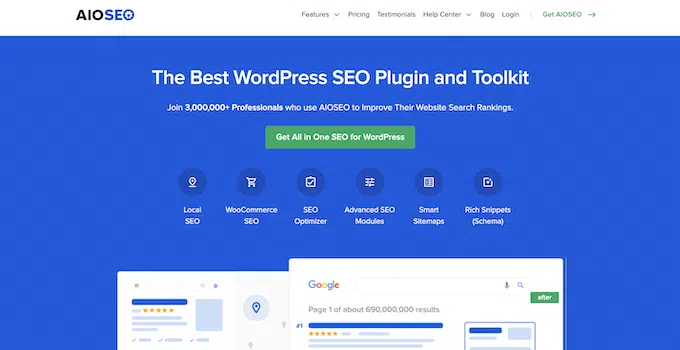 AIOSEO
Features Pricing Testimonials Help Center Blog Login Get AIOSEO →
The Best WordPress SEO Plugin and Toolkit
Join 3,000,000+ Professionals who use AIOSEO to Improve Their Website Search Rankings.
Get All in One SEO for WordPress
Local
SEO
WooCommerce
SEO
SEO
Optimizer
Advanced SEO
Modules
Smart
Sitemaps
Rich Snippets
(Schema)
Google
after
Page 1 of about 690,000,000 results
#1